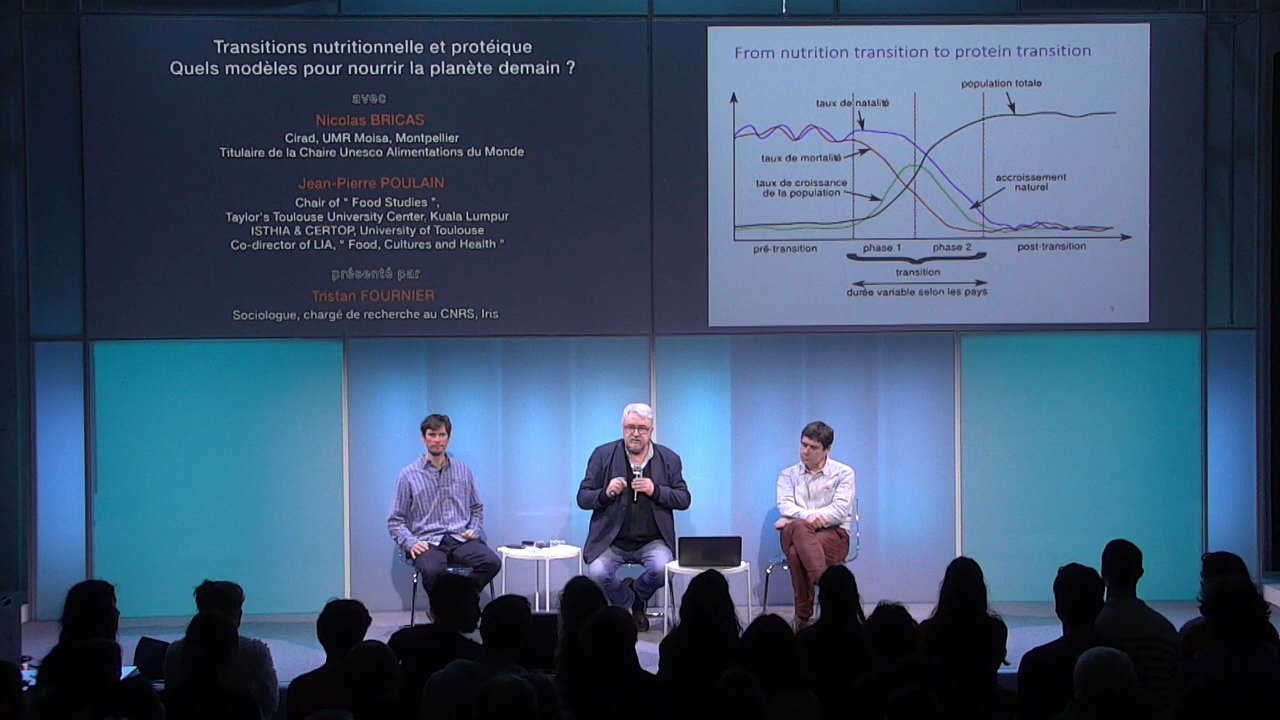 Transitions nutritionnelle et protéique
Quels modèles pour nourrir la planète demain ?
avec
Nicolas BRICAS
Cirad, UMR Moisa, Montpellier
Titulaire de la Chaire Unesco Alimentations du Monde
Jean-Pierre POULAIN
Chair of " Food Studies ",
Taylor's Toulouse University Center, Kuala Lumpur
ISTHIA & CERTOP, University of Toulouse
Co-director of LIA, " Food, Cultures and Health "
présenté par
Tristan FOURNIER
Sociologue, chargé de recherche au CNRS, Iris
From nutrition transition to protein transition
population totale
taux de natalité
taux de mortalité
taux de croissance
de la population
accroissement
naturel
pré-transition
phase 1
phase 2
post-transition
transition
durée variable selon les pays